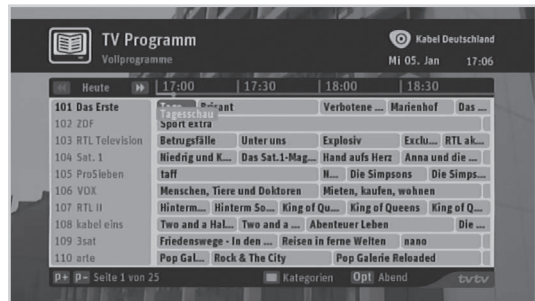 TV Programm
Vollprogramme
Kabel Deutschland
Mi 05. Jan 17:06
Heute 17:00 17:30 18:00 18:30
101 Das Erste Tage... Brisant Verbotene ... Marienhof Das ...
Tagesschau
102 ZDF Sport extra
103 RTL Television Betrugsfälle Unter uns Explosiv Exclu... RTL ak...
104 Sat. 1 Niedrig und K... Das Sat.1-Mag... Hand aufs Herz Anna und die ...
105 ProSieben taff N... Die Simpsons Die Simps...
106 VOX Menschen, Tiere und Doktoren Mieten, kaufen, wohnen
107 RTL II Hinterm... Hinterm So... King of Qu... King of Queens King of Q...
108 kabel eins Two and a Hal... Two and a ... Abenteuer Leben Die ...
109 3sat Friedenswege - In den ... Reisen in ferne Welten nano
110 arte Pop Gal... Rock & The City Pop Galerie Reloaded
P+ P- Seite 1 von 25 Kategorien Opt Abend tvtv